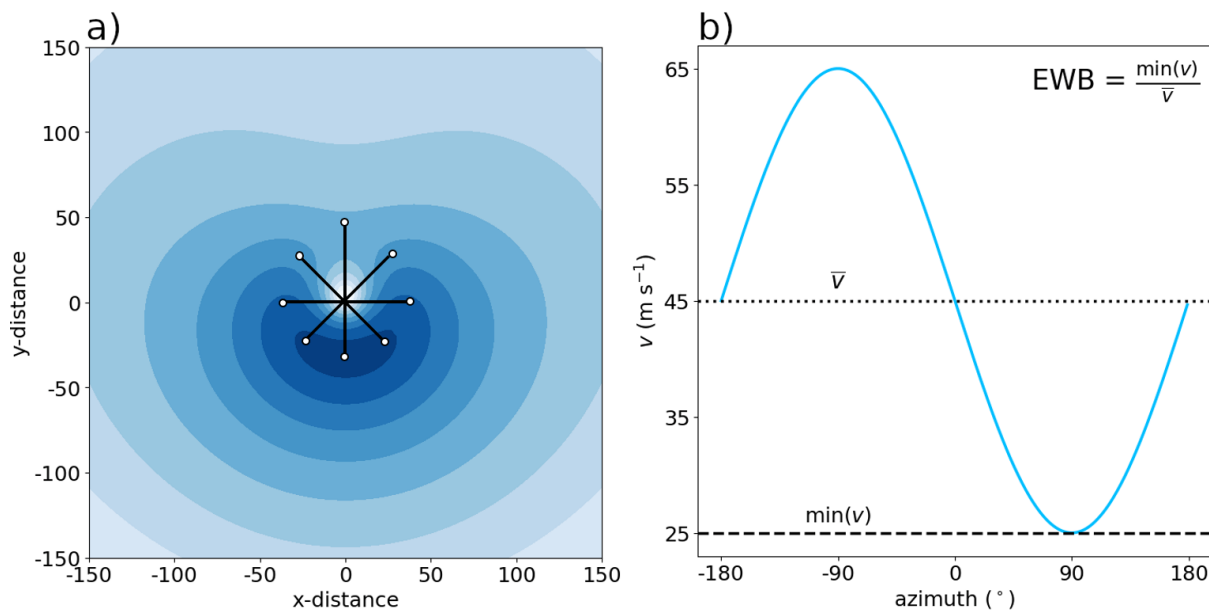 a)
150
100
50
0
-50
-100
-150
-150 -100 -50 0 50 100 150
x-distance
y-distance
b)
EWB = min(v) / v̅
65
55
45
35
25
v̅
min(v)
-180 -90 0 90 180
azimuth (°)
v (m s⁻¹)